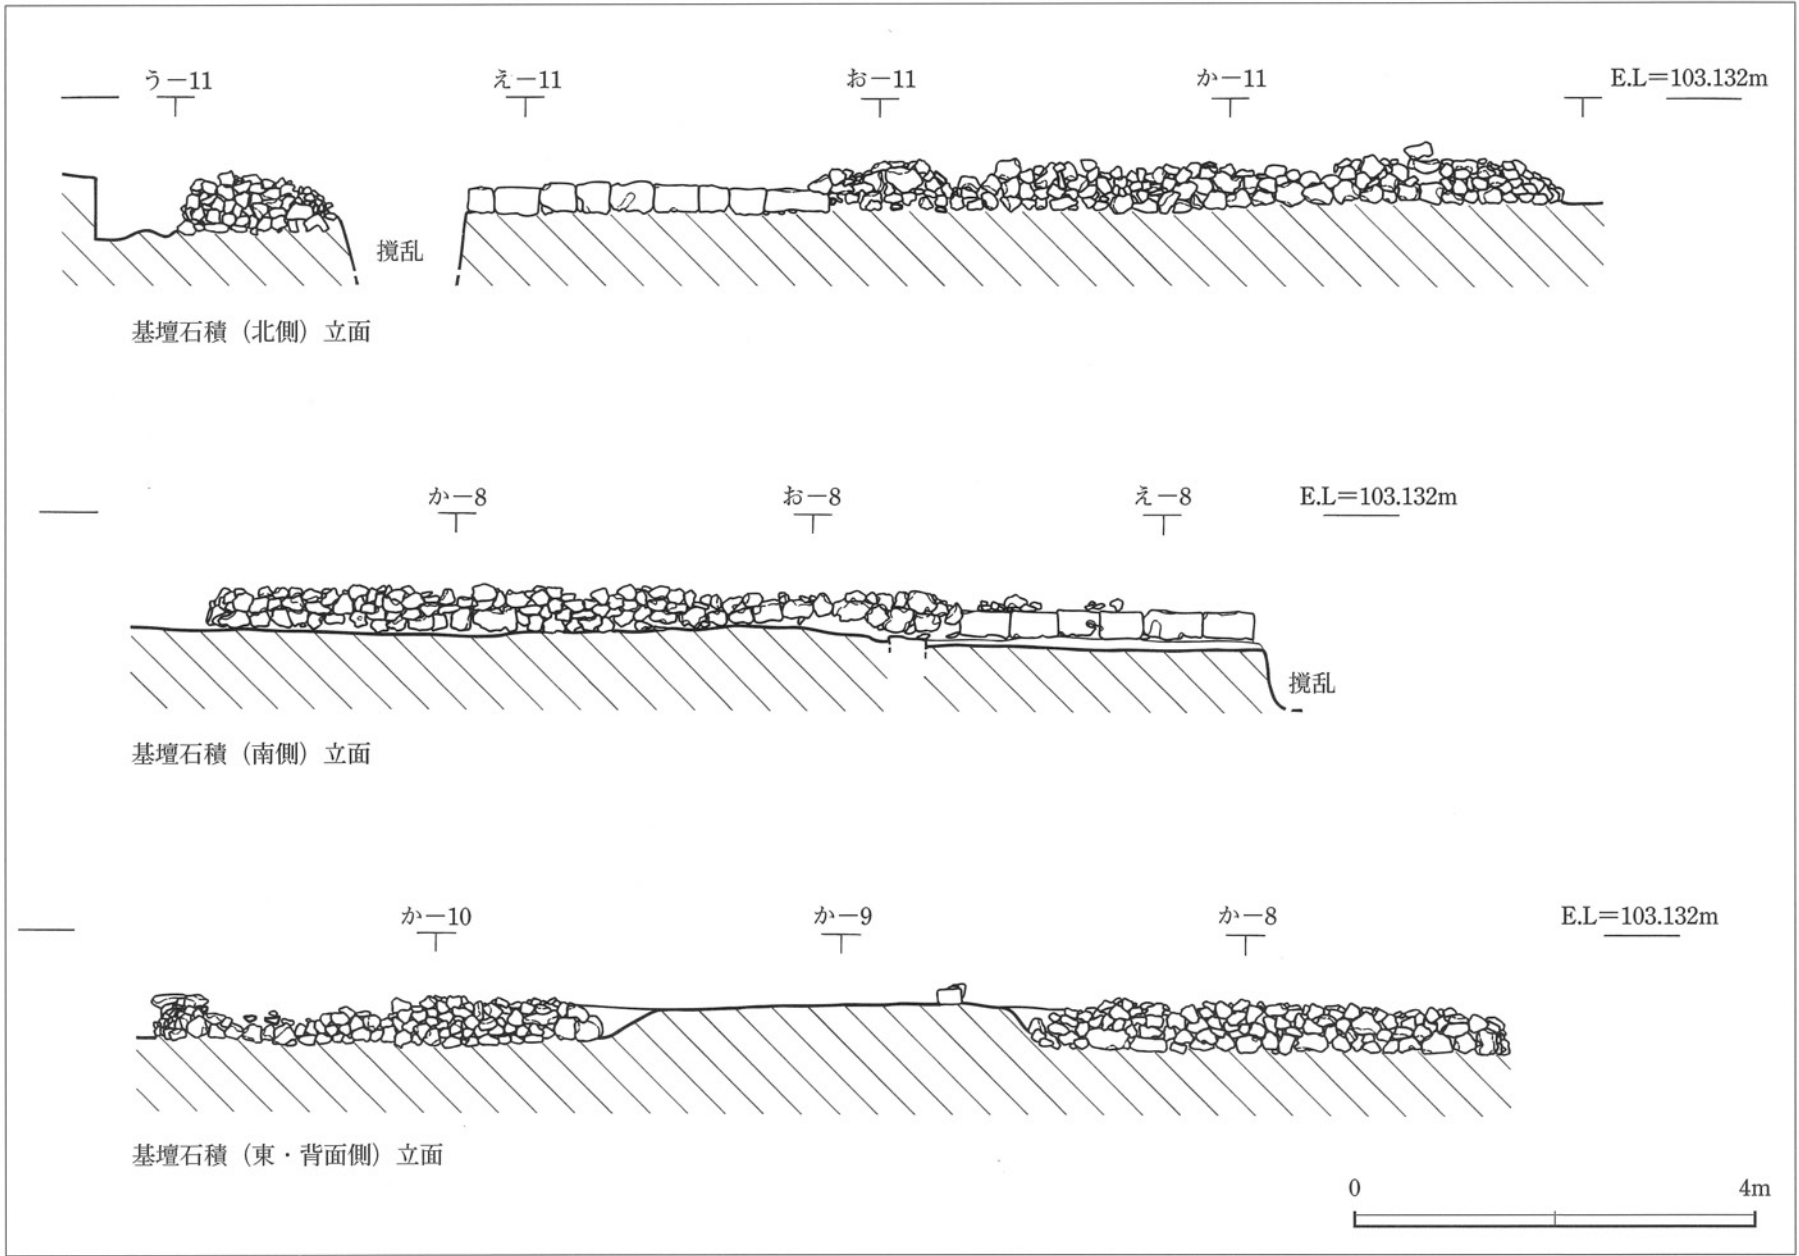 う－11 え－11 お－11 か－11 E.L＝103.132m
撹乱
基壇石積（北側）立面
か－8 お－8 え－8 E.L＝103.132m
撹乱
基壇石積（南側）立面
か－10 か－9 か－8 E.L＝103.132m
基壇石積（東・背面側）立面
0 4m